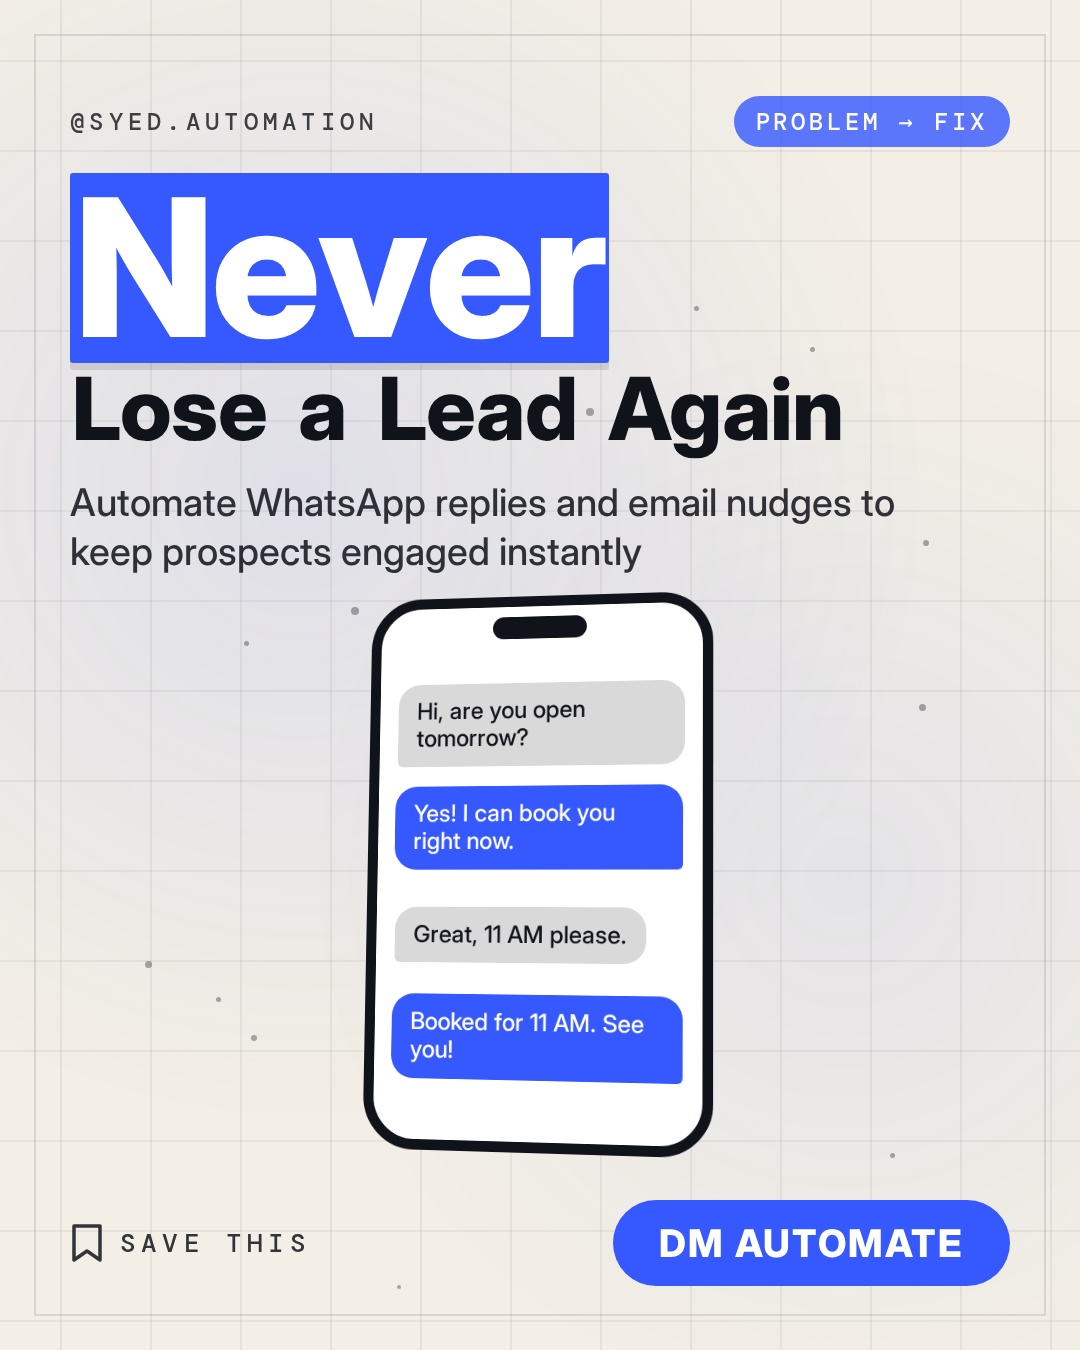 @SYED.AUTOMATION
PROBLEM → FIX
Never
Lose a Lead Again
Automate WhatsApp replies and email nudges to
keep prospects engaged instantly
Hi, are you open
tomorrow?
Yes! I can book you
right now.
Great, 11 AM please.
Booked for 11 AM. See
you!
SAVE THIS
DM AUTOMATE